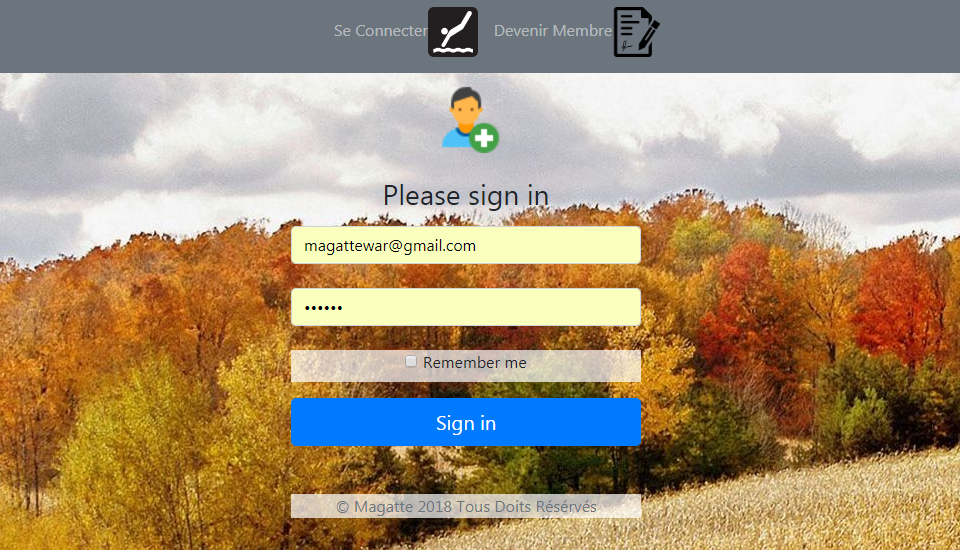 Se Connecter Devenir Membre
Please sign in
magattewar@gmail.com
••••••
Remember me
Sign in
© Magatte 2018 Tous Doits Résérvés